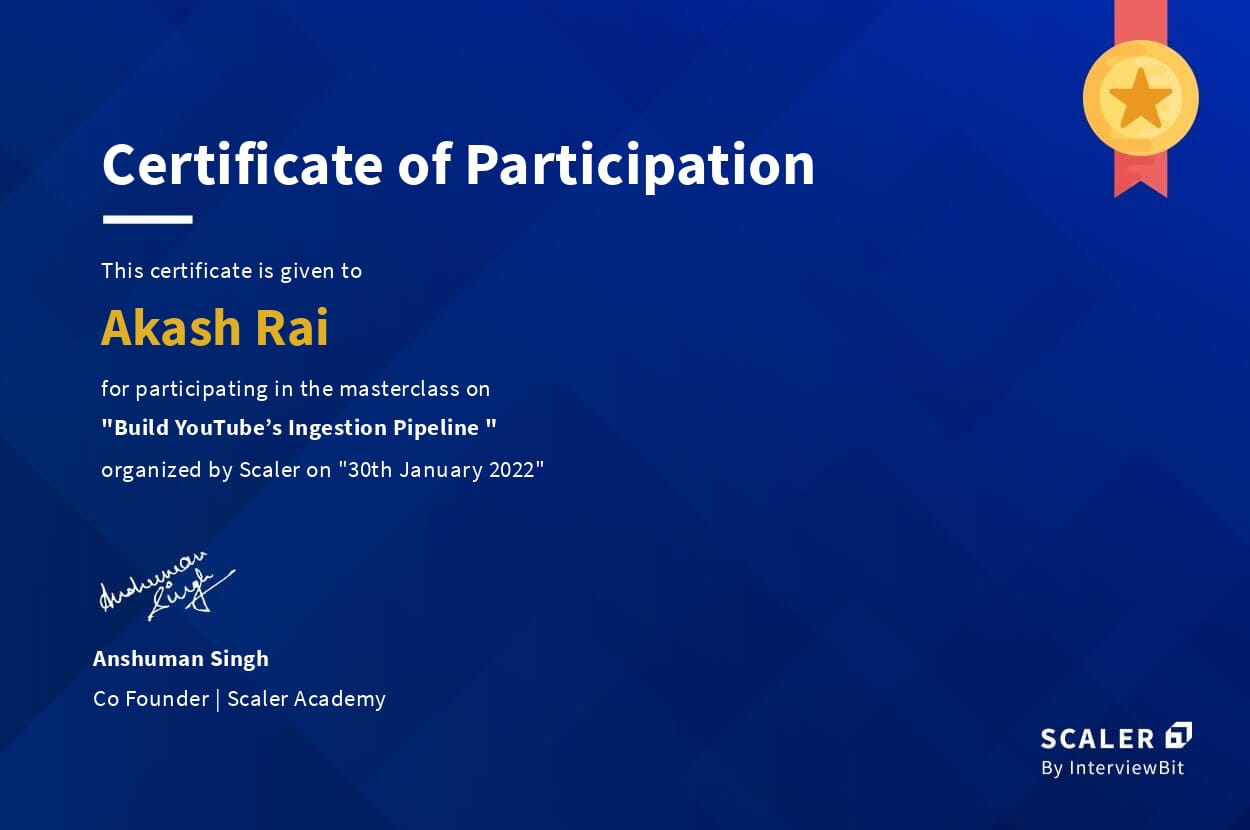 Certificate of Participation
This certificate is given to
Akash Rai
for participating in the masterclass on
"Build YouTube’s Ingestion Pipeline "
organized by Scaler on "30th January 2022"
Anshuman
Singh
Anshuman Singh
Co Founder | Scaler Academy
SCALER
By InterviewBit